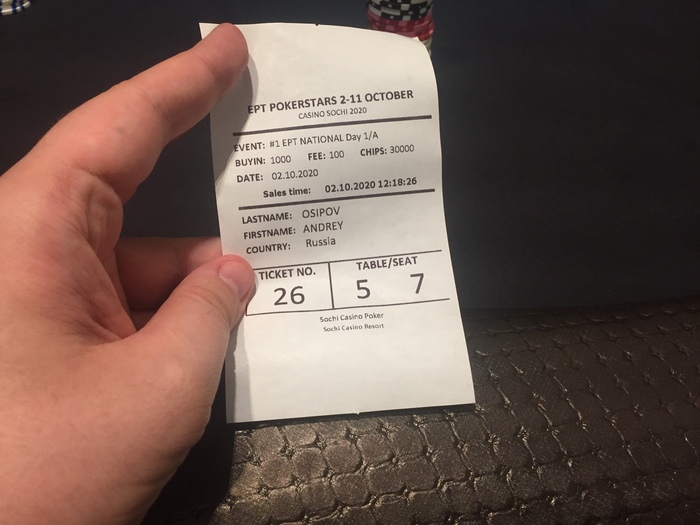 EPT POKERSTARS 2-11 OCTOBER
CASINO SOCHI 2020
EVENT: #1 EPT NATIONAL Day 1/A
BUYIN: 1000 FEE: 100 CHIPS: 30000
DATE: 02.10.2020
Sales time: 02.10.2020 12:18:26
LASTNAME: OSIPOV
FIRSTNAME: ANDREY
COUNTRY: Russia
TICKET NO. TABLE/SEAT
26 5 7
Sochi Casino Poker
Sochi Casino Resort